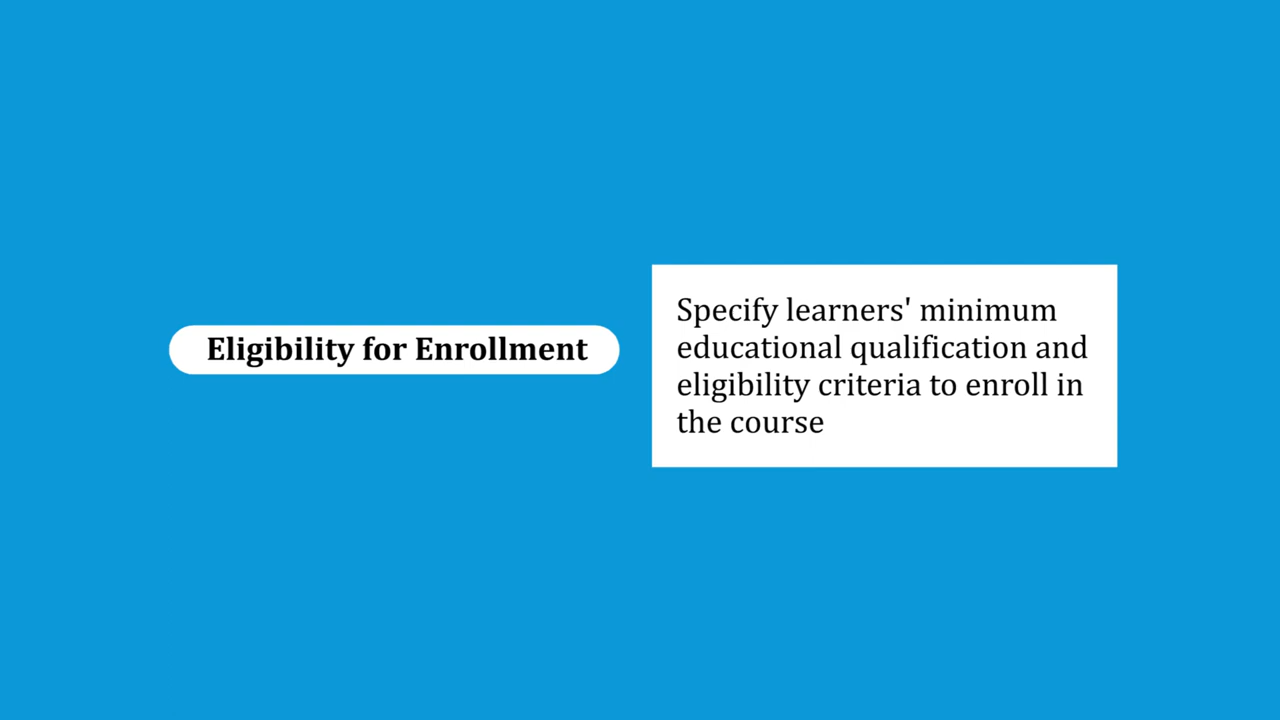 Eligibility for Enrollment
Specify learners' minimum
educational qualification and
eligibility criteria to enroll in
the course